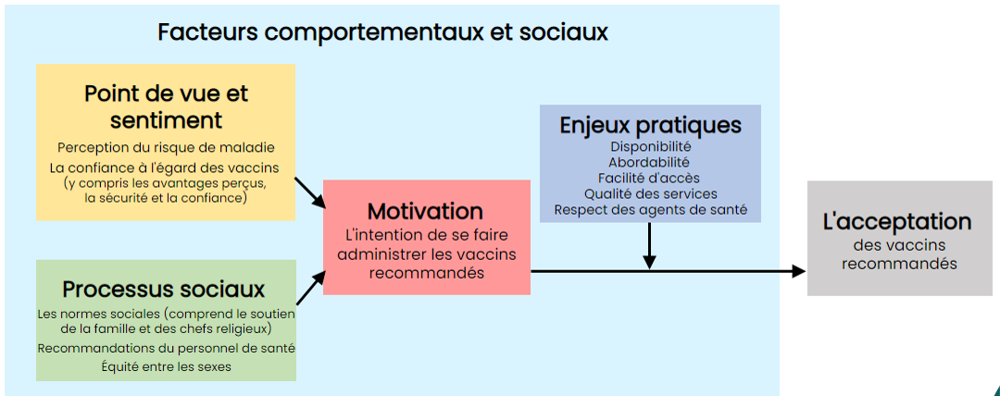 Facteurs comportementaux et sociaux
Point de vue et
sentiment
Perception du risque de maladie
La confiance à l'égard des vaccins
(y compris les avantages perçus,
la sécurité et la confiance)
Processus sociaux
Les normes sociales (comprend le soutien
de la famille et des chefs religieux)
Recommandations du personnel de santé
Équité entre les sexes
Motivation
L'intention de se faire
administrer les vaccins
recommandés
Enjeux pratiques
Disponibilité
Abordabilité
Facilité d'accès
Qualité des services
Respect des agents de santé
L'acceptation
des vaccins
recommandés